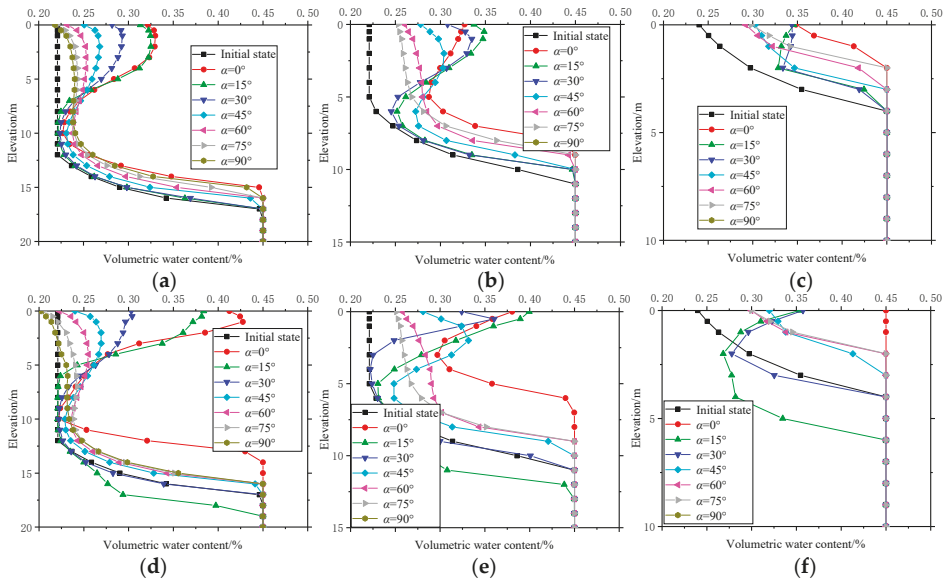 0.20 0.25 0.30 0.35 0.40 0.45 0.50
0
5
10
15
20
Elevation/m
Initial state
α=0°
α=15°
α=30°
α=45°
α=60°
α=75°
α=90°
Volumetric water content/%
(a)
0.20 0.25 0.30 0.35 0.40 0.45 0.50
0
5
10
15
Elevation/m
Initial state
α=0°
α=15°
α=30°
α=45°
α=60°
α=75°
α=90°
Volumetric water content/%
(b)
0.20 0.25 0.30 0.35 0.40 0.45 0.50
0
5
10
Elevation/m
Initial state
α=0°
α=15°
α=30°
α=45°
α=60°
α=75°
α=90°
Volumetric water content/%
(c)
0.20 0.25 0.30 0.35 0.40 0.45 0.50
0
5
10
15
20
Elevation/m
Initial state
α=0°
α=15°
α=30°
α=45°
α=60°
α=75°
α=90°
Volumetric water content/%
(d)
0.20 0.25 0.30 0.35 0.40 0.45 0.50
0
5
10
15
Elevation/m
Initial state
α=0°
α=15°
α=30°
α=45°
α=60°
α=75°
α=90°
Volumetric water content/%
(e)
0.20 0.25 0.30 0.35 0.40 0.45 0.50
0
5
10
Elevation/m
Initial state
α=0°
α=15°
α=30°
α=45°
α=60°
α=75°
α=90°
Volumetric water content/%
(f)